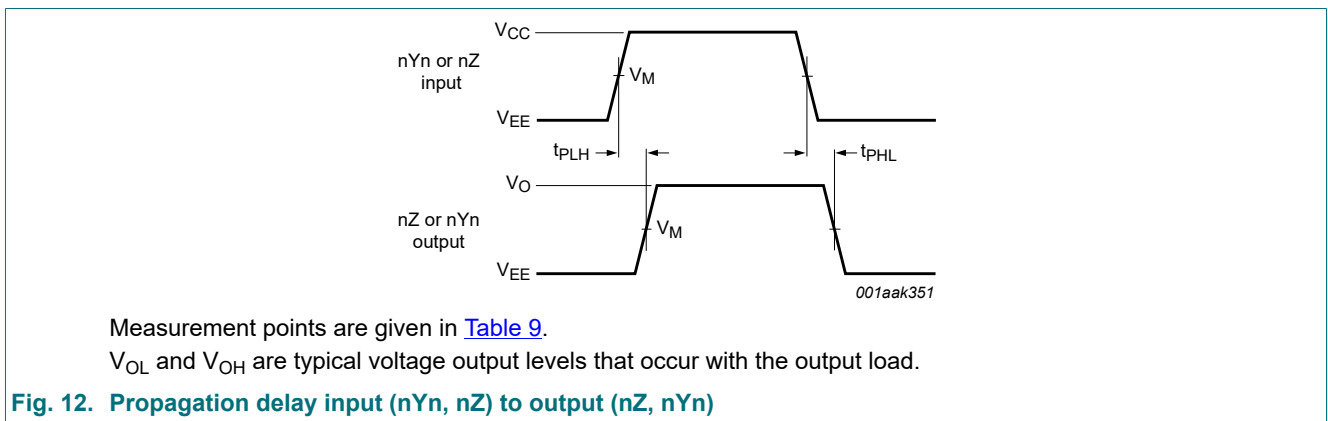 VCC
nYn or nZ
input
VM
VEE
tPLH
tPHL
VO
nZ or nYn
output
VM
VEE
001aak351
Measurement points are given in Table 9.
VOL and VOH are typical voltage output levels that occur with the output load.
Fig. 12. Propagation delay input (nYn, nZ) to output (nZ, nYn)